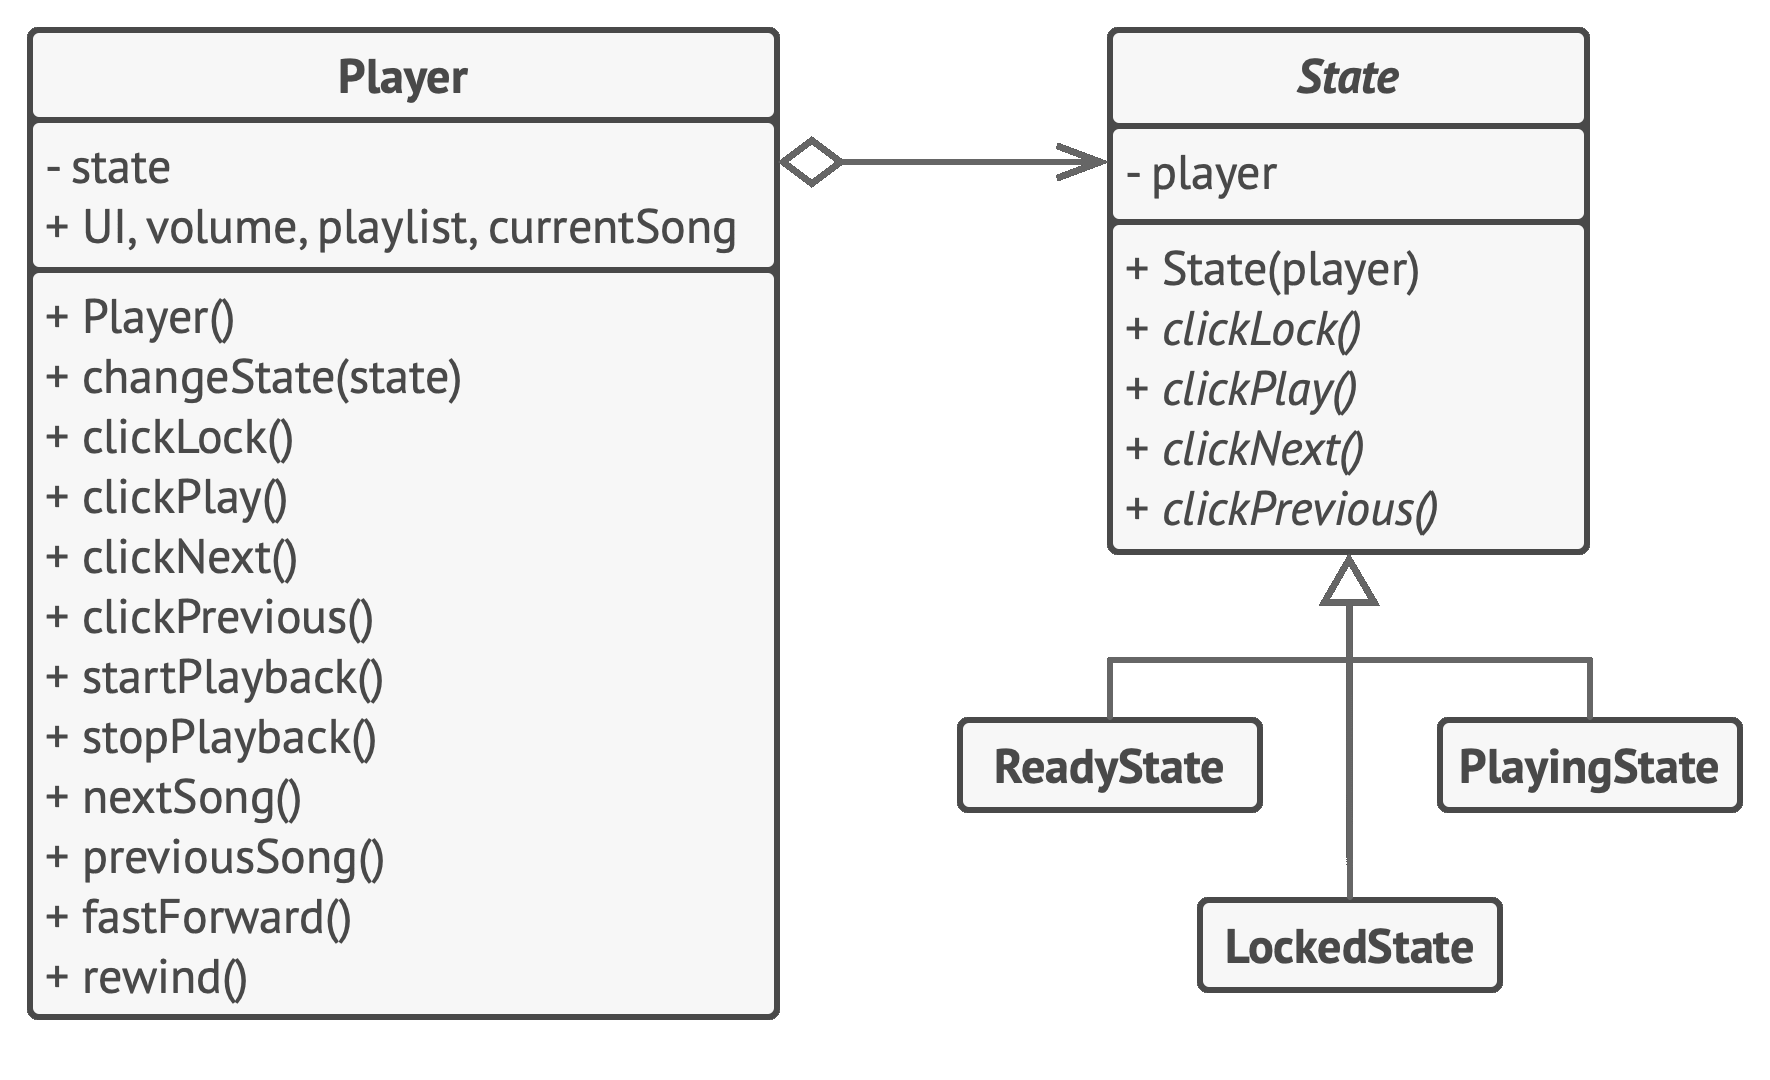 Player
- state
+ UI, volume, playlist, currentSong
+ Player()
+ changeState(state)
+ clickLock()
+ clickPlay()
+ clickNext()
+ clickPrevious()
+ startPlayback()
+ stopPlayback()
+ nextSong()
+ previousSong()
+ fastForward()
+ rewind()
State
- player
+ State(player)
+ clickLock()
+ clickPlay()
+ clickNext()
+ clickPrevious()
ReadyState
PlayingState
LockedState